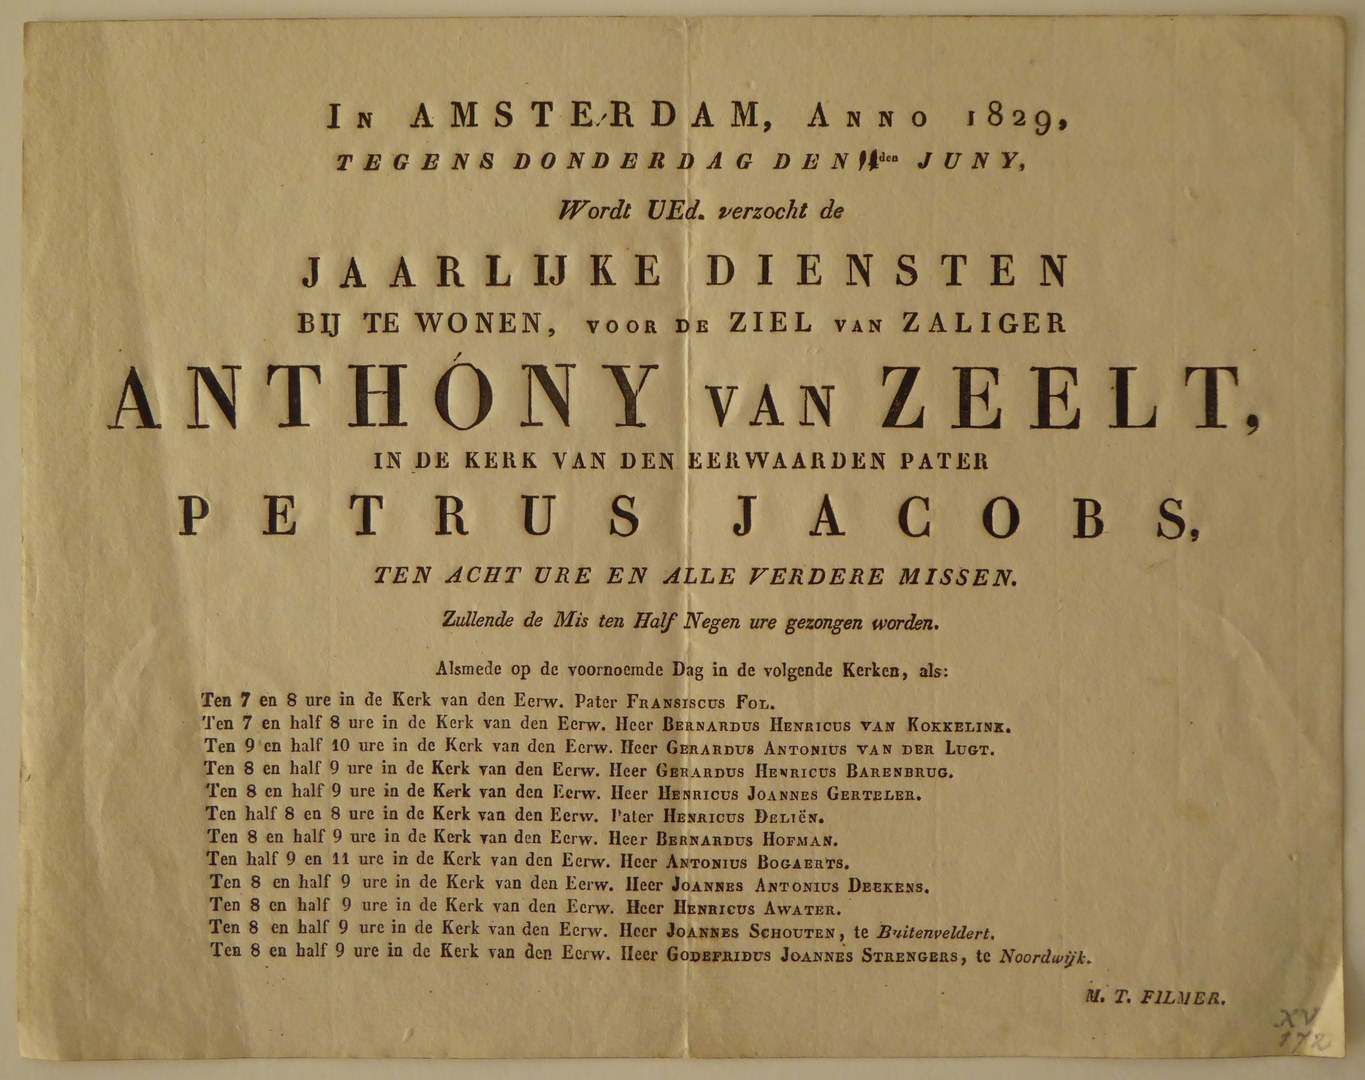 In AMSTERDAM, Anno 1829,
TEGENS DONDERDAG DEN 11den JUNY,
Wordt UEd. verzocht de
JAARLIJKE DIENSTEN
BIJ TE WONEN, VOOR DE ZIEL VAN ZALIGER
ANTHÓNY VAN ZEELT,
IN DE KERK VAN DEN EERWAARDEN PATER
PETRUS JACOBS,
TEN ACHT URE EN ALLE VERDERE MISSEN.
Zullende de Mis ten Half Negen ure gezongen worden.
Alsmede op de voornoemde Dag in de volgende Kerken, als:
Ten 7 en 8 ure in de Kerk van den Eerw. Pater Fransiscus Fol.
Ten 7 en half 8 ure in de Kerk van den Eerw. Heer Bernardus Henricus van Kokkelink.
Ten 9 en half 10 ure in de Kerk van den Eerw. Heer Gerardus Antonius van der Lugt.
Ten 8 en half 9 ure in de Kerk van den Eerw. Heer Gerardus Henricus Barenbrug.
Ten 8 en half 9 ure in de Kerk van den Eerw. Heer Henricus Joannes Gerteler.
Ten half 8 en 8 ure in de Kerk van den Eerw. Pater Henricus Deliën.
Ten 8 en half 9 ure in de Kerk van den Eerw. Heer Bernardus Hofman.
Ten half 9 en 11 ure in de Kerk van den Eerw. Heer Antonius Bogaerts.
Ten 8 en half 9 ure in de Kerk van den Eerw. Heer Joannes Antonius Deekens.
Ten 8 en half 9 ure in de Kerk van den Eerw. Heer Henricus Awater.
Ten 8 en half 9 ure in de Kerk van den Eerw. Heer Joannes Schouten, te Buitenveldert.
Ten 8 en half 9 ure in de Kerk van den Eerw. Heer Godefridus Joannes Strengers, te Noordwijk.
M. T. FILMER.
XV
172